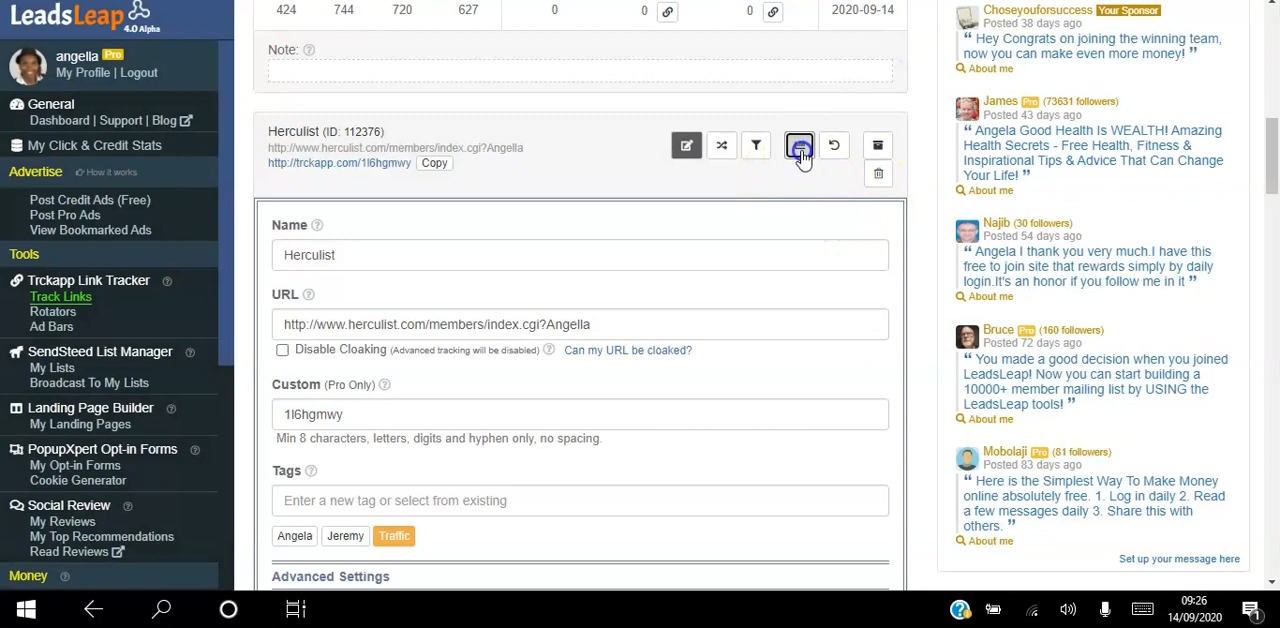 LeadsLeap
4.0 Alpha
angella Pro
My Profile | Logout
General
Dashboard | Support | Blog
My Click & Credit Stats
Advertise How it works
Post Credit Ads (Free)
Post Pro Ads
View Bookmarked Ads
Tools
Trckapp Link Tracker
Track Links
Rotators
Ad Bars
SendSteed List Manager
My Lists
Broadcast To My Lists
Landing Page Builder
My Landing Pages
PopupXpert Opt-in Forms
My Opt-in Forms
Cookie Generator
Social Review
My Reviews
My Top Recommendations
Read Reviews
Money
424 744 720 627 0 0 0 2020-09-14
Note:
Herculist (ID: 112376)
http://www.herculist.com/members/index.cgi?Angella
http://trckapp.com/1l6hgmwy Copy
Name
Herculist
URL
http://www.herculist.com/members/index.cgi?Angella
Disable Cloaking (Advanced tracking will be disabled) Can my URL be cloaked?
Custom (Pro Only)
1l6hgmwy
Min 8 characters, letters, digits and hyphen only, no spacing.
Tags
Enter a new tag or select from existing
Angela Jeremy Traffic
Advanced Settings
Choseyouforsuccess Your Sponsor
Posted 38 days ago
“ Hey Congrats on joining the winning team,
now you can make even more money! ”
About me
James Pro (73631 followers)
Posted 43 days ago
“ Angela Good Health Is WEALTH! Amazing
Health Secrets - Free Health, Fitness &
Inspirational Tips & Advice That Can Change
Your Life! ”
About me
Najib (30 followers)
Posted 54 days ago
“ Angela I thank you very much.I have this
free to join site that rewards simply by daily
login.It's an honor if you follow me in it ”
About me
Bruce Pro (160 followers)
Posted 72 days ago
“ You made a good decision when you joined
LeadsLeap! Now you can start building a
10000+ member mailing list by USING the
LeadsLeap tools! ”
About me
Mobolaji Pro (81 followers)
Posted 83 days ago
“ Here is the Simplest Way To Make Money
online absolutely free. 1. Log in daily 2. Read
a few messages daily 3. Share this with
others. ”
About me
Set up your message here
09:26
14/09/2020